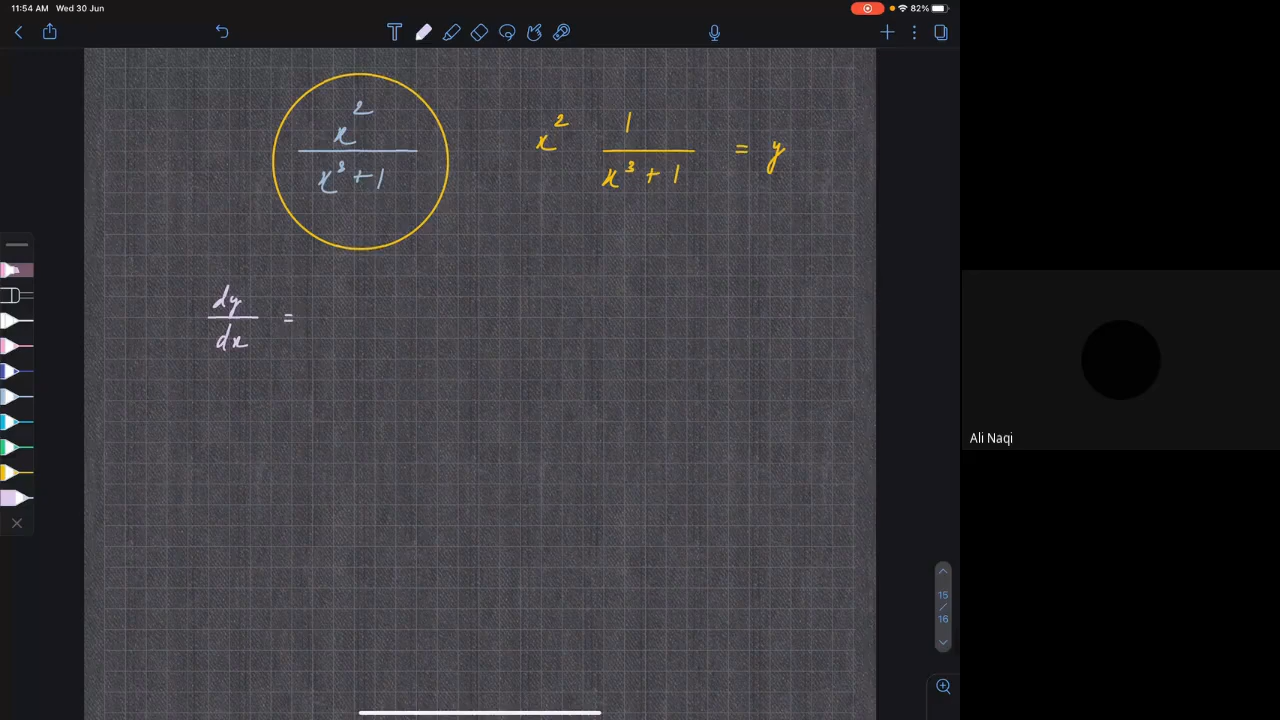 11:54 AM Wed 30 Jun
82%
T
x² / (x³ + 1)
x² 1 / (x³ + 1) = y
dy / dx =
15
/
16
Ali Naqi